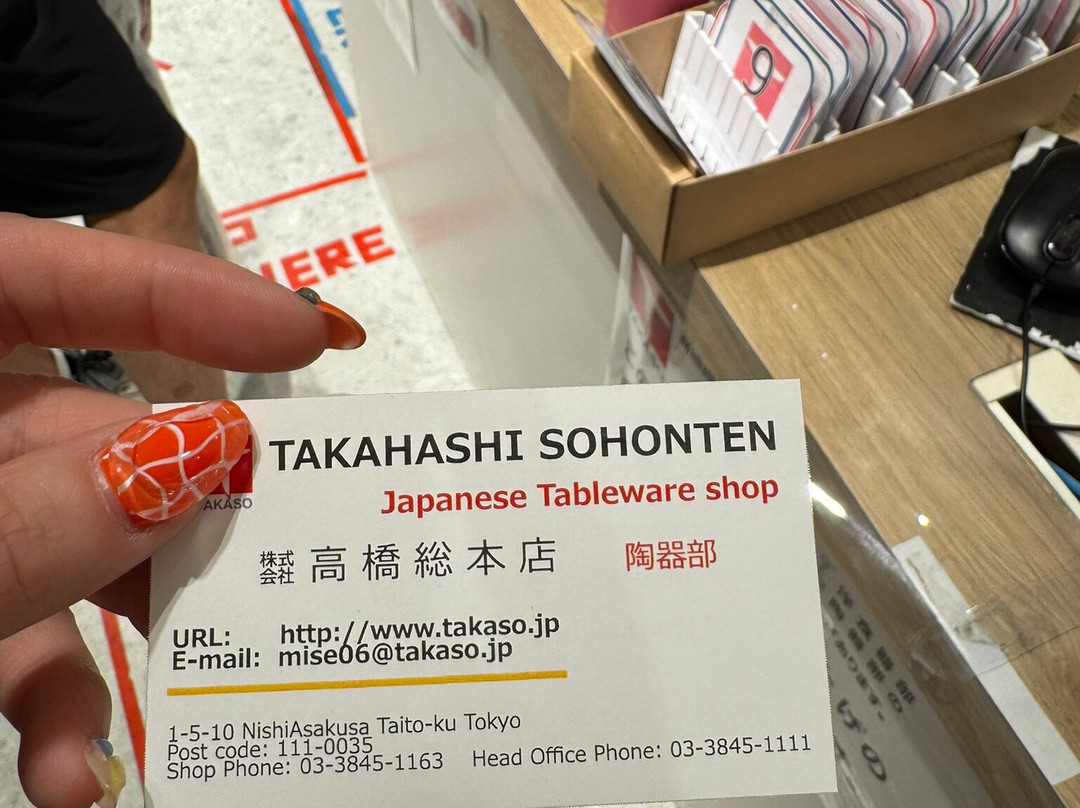 9
HERE
TAKAHASHI SOHONTEN
AKASO
Japanese Tableware shop
株式会社 高橋総本店 陶器部
URL: http://www.takaso.jp
E-mail: mise06@takaso.jp
1-5-10 NishiAsakusa Taito-ku Tokyo
Post code: 111-0035
Shop Phone: 03-3845-1163 Head Office Phone: 03-3845-1111